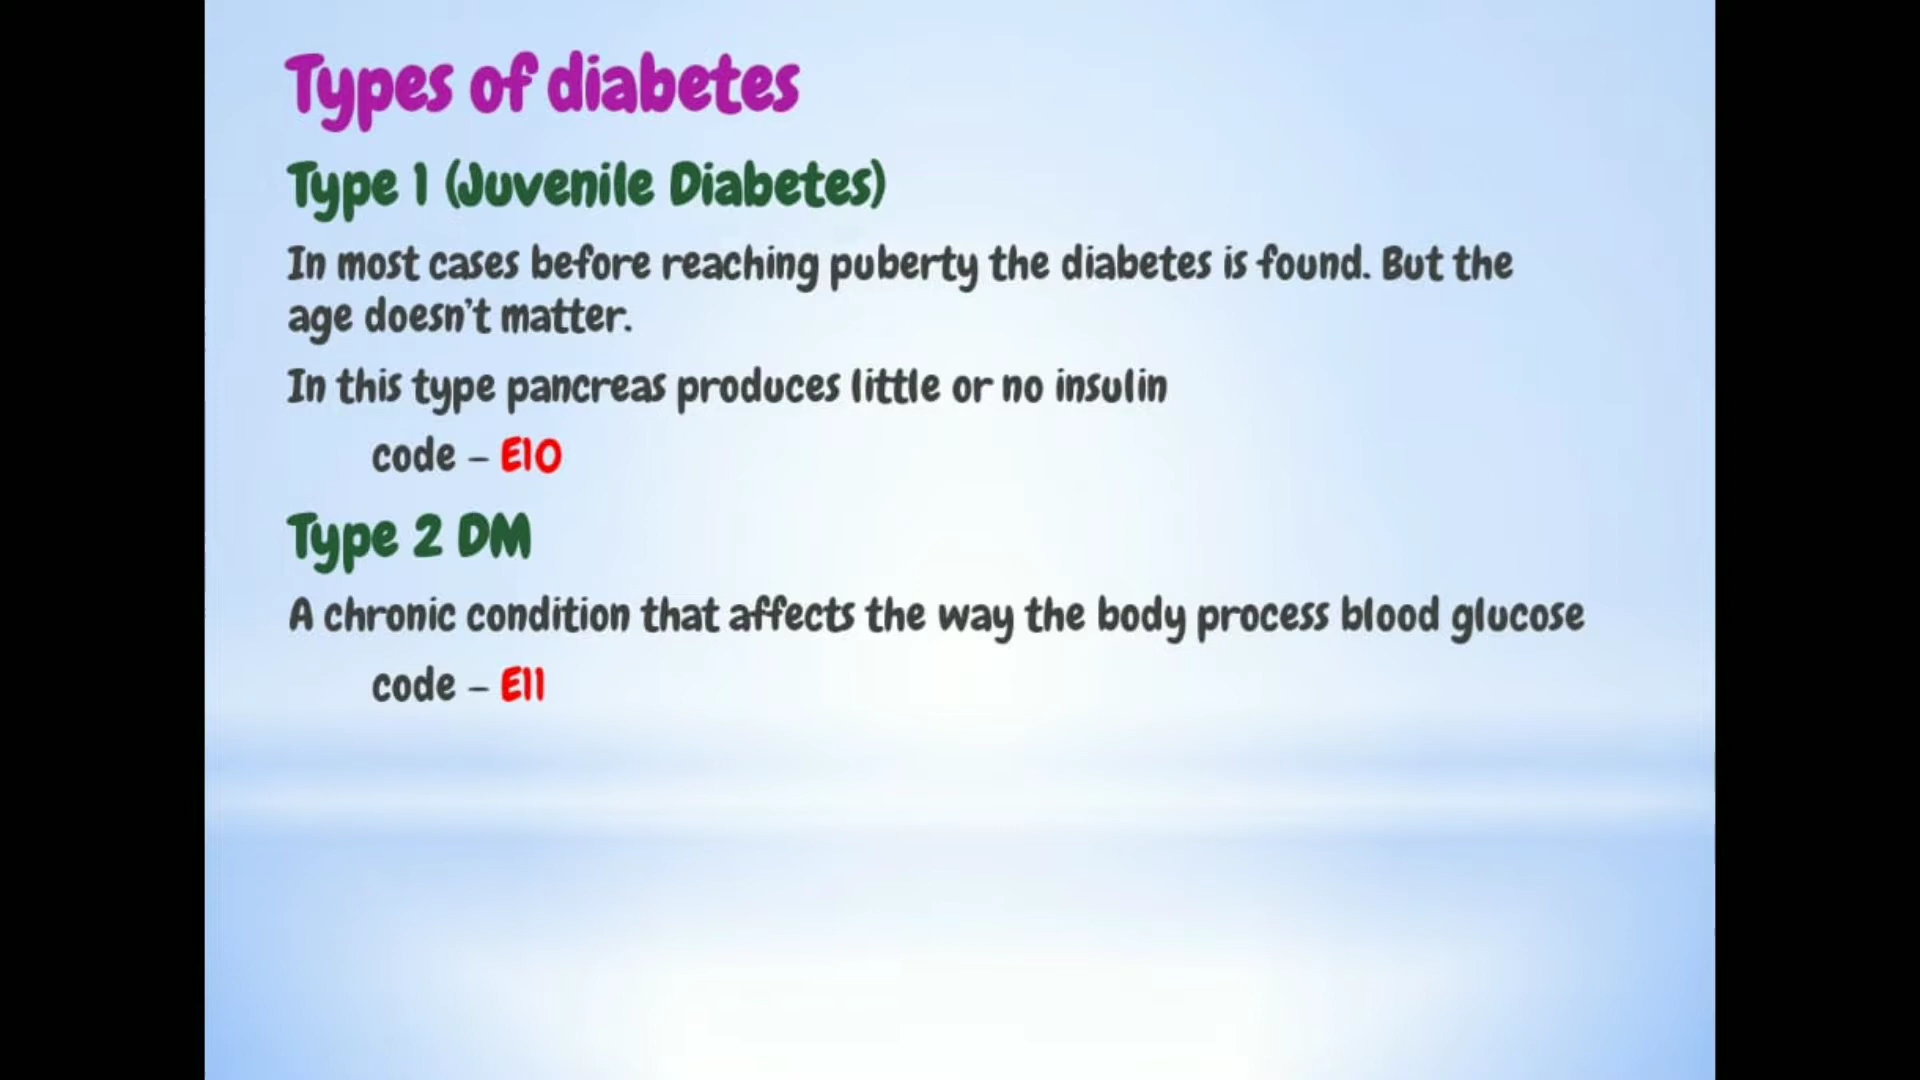 Types of diabetes
Type 1 (Juvenile Diabetes)
In most cases before reaching puberty the diabetes is found. But the
age doesn't matter.
In this type pancreas produces little or no insulin
code – E10
Type 2 DM
A chronic condition that affects the way the body process blood glucose
code – E11